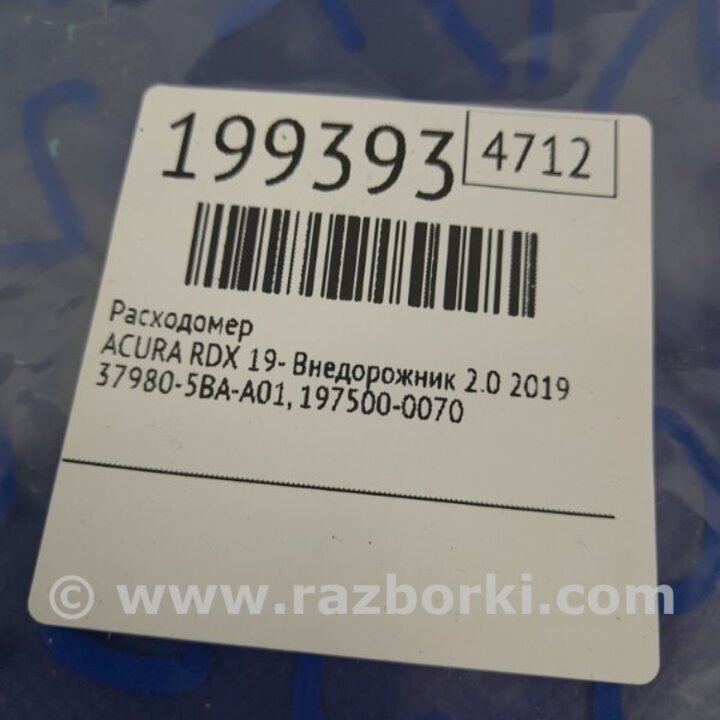 199393 4712
Расходомер
ACURA RDX 19- Внедорожник 2.0 2019
37980-5BA-A01, 197500-0070
© www.razborki.com